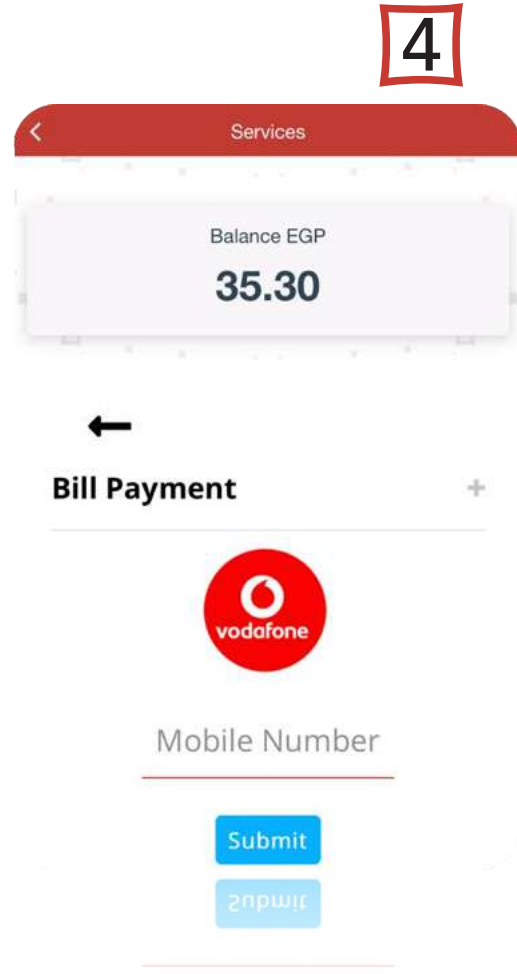 4
Services
Balance EGP
35.30
Bill Payment
vodafone
Mobile Number
Submit
Submit